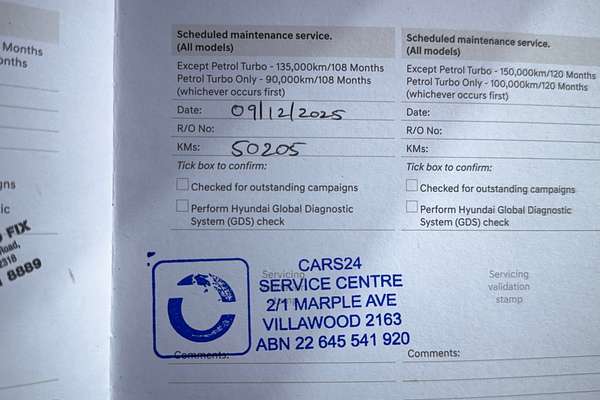 Months
onths
gns
ic
FIX
Road,
2318
8889
Scheduled maintenance service.
(All models)
Except Petrol Turbo - 135,000km/108 Months
Petrol Turbo Only - 90,000km/108 Months
(whichever occurs first)
Date: 09/12/2025
R/O No:
KMs: 50205
Tick box to confirm:
Checked for outstanding campaigns
Perform Hyundai Global Diagnostic
System (GDS) check
Servicing
CARS24
SERVICE CENTRE
2/1 MARPLE AVE
VILLAWOOD 2163
ABN 22 645 541 920
Comments:
Scheduled maintenance service.
(All models)
Except Petrol Turbo - 150,000km/120 Months
Petrol Turbo Only - 100,000km/120 Months
(whichever occurs first)
Date:
R/O No:
KMs:
Tick box to confirm:
Checked for outstanding campaigns
Perform Hyundai Global Diagnostic
System (GDS) check
Servicing
validation
stamp
Comments: